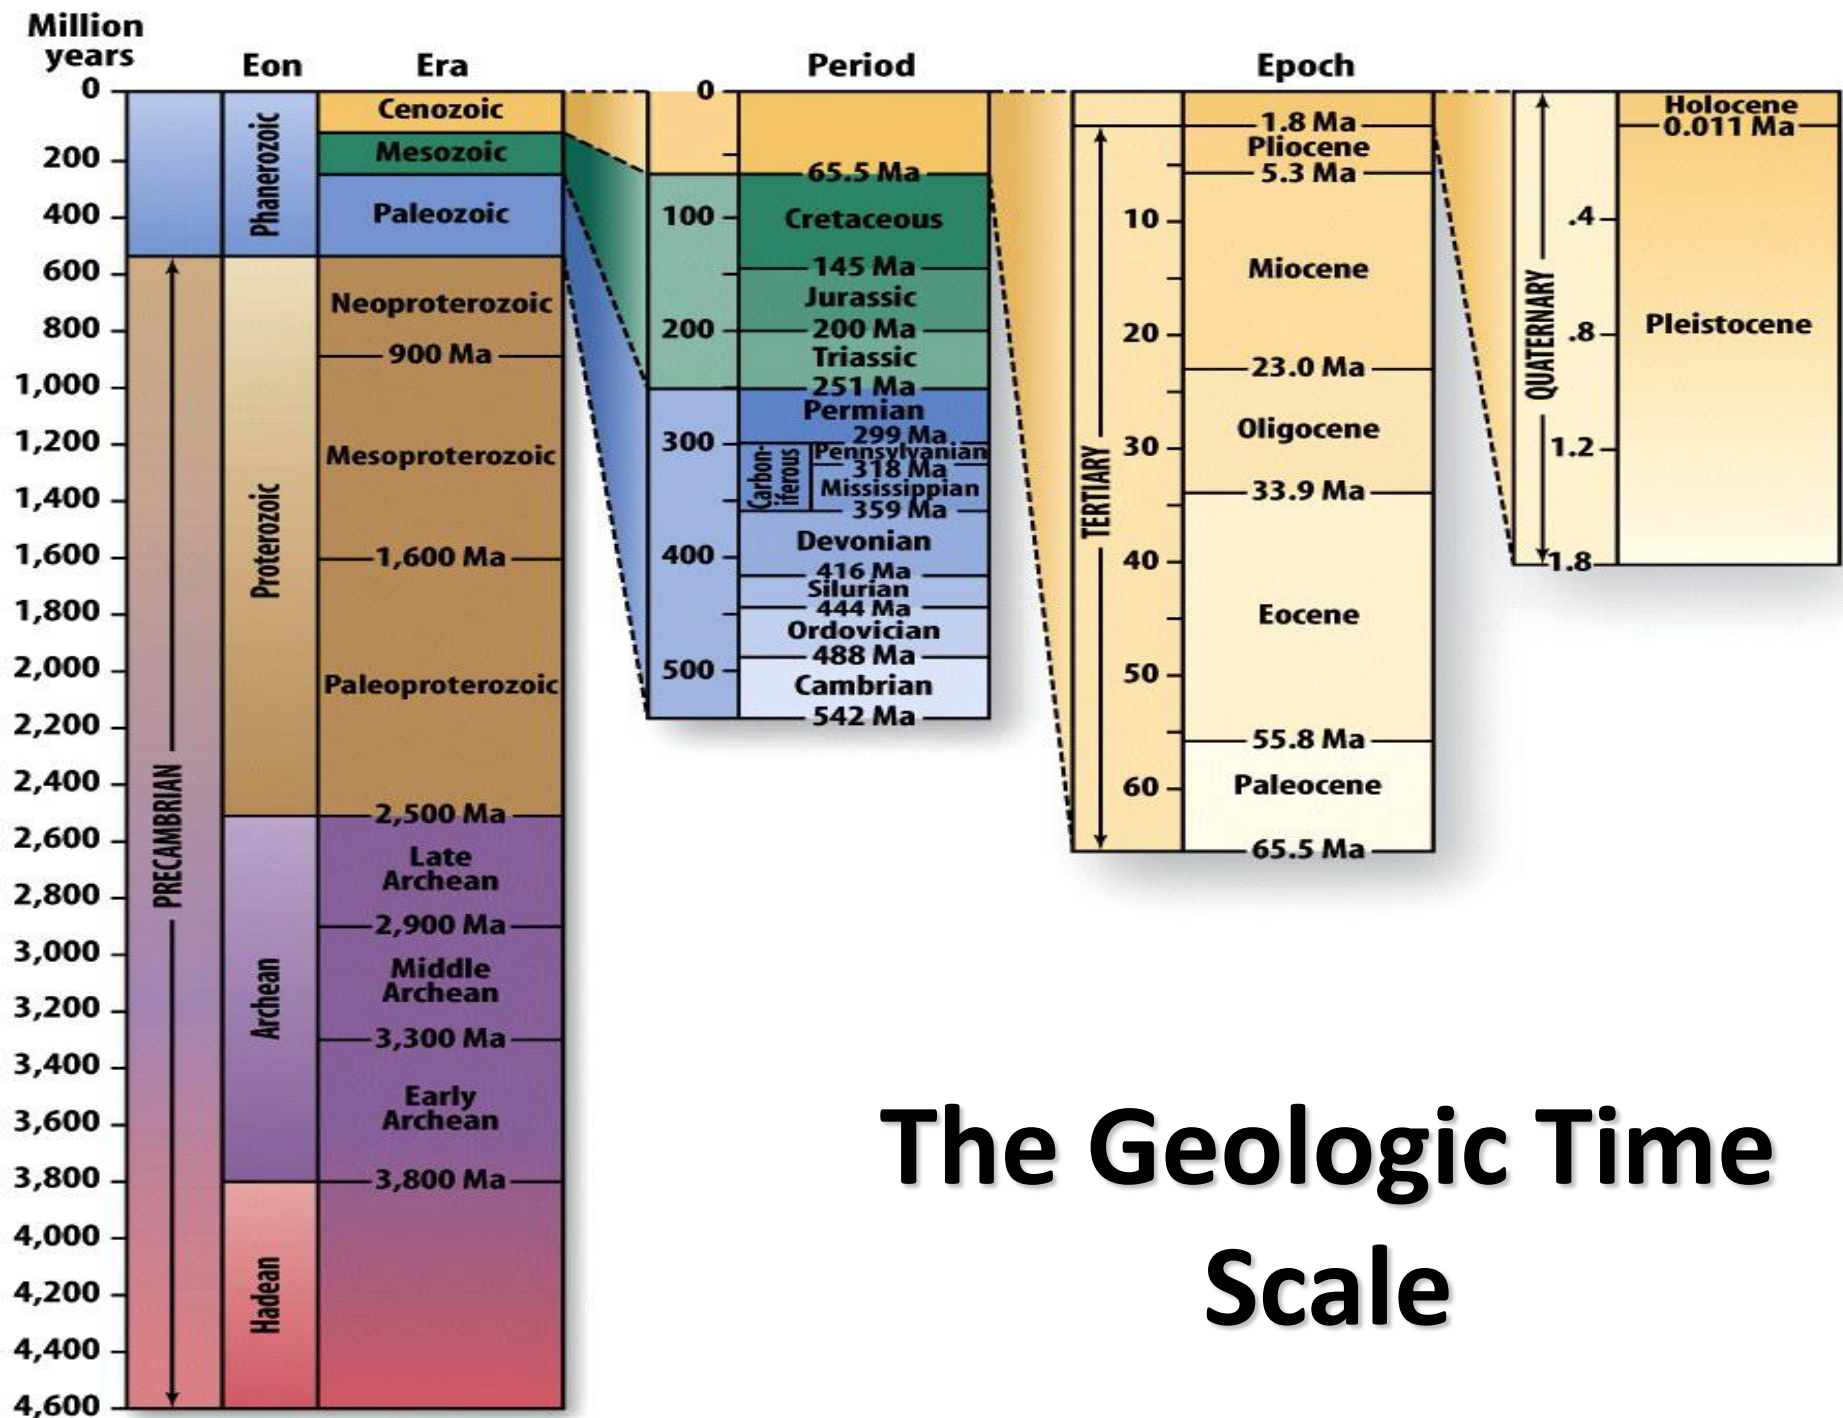 Million
years
Eon
Era
Period
Epoch
0
200
400
600
800
1,000
1,200
1,400
1,600
1,800
2,000
2,200
2,400
2,600
2,800
3,000
3,200
3,400
3,600
3,800
4,000
4,200
4,400
4,600
PRECAMBRIAN
Phanerozoic
Proterozoic
Archean
Hadean
Cenozoic
Mesozoic
Paleozoic
Neoproterozoic
900 Ma
Mesoproterozoic
1,600 Ma
Paleoproterozoic
2,500 Ma
Late
Archean
2,900 Ma
Middle
Archean
3,300 Ma
Early
Archean
3,800 Ma
0
100
200
300
400
500
65.5 Ma
Cretaceous
145 Ma
Jurassic
200 Ma
Triassic
251 Ma
Permian
299 Ma
Carbon-
iferous
Pennsylvanian
318 Ma
Mississippian
359 Ma
Devonian
416 Ma
Silurian
444 Ma
Ordovician
488 Ma
Cambrian
542 Ma
TERTIARY
10
20
30
40
50
60
1.8 Ma
Pliocene
5.3 Ma
Miocene
23.0 Ma
Oligocene
33.9 Ma
Eocene
55.8 Ma
Paleocene
65.5 Ma
QUATERNARY
.4
.8
1.2
1.8
Holocene
0.011 Ma
Pleistocene
The Geologic Time
Scale